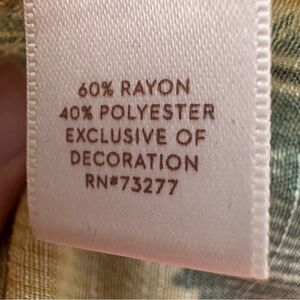 60% RAYON
40% POLYESTER
EXCLUSIVE OF
DECORATION
RN#73277